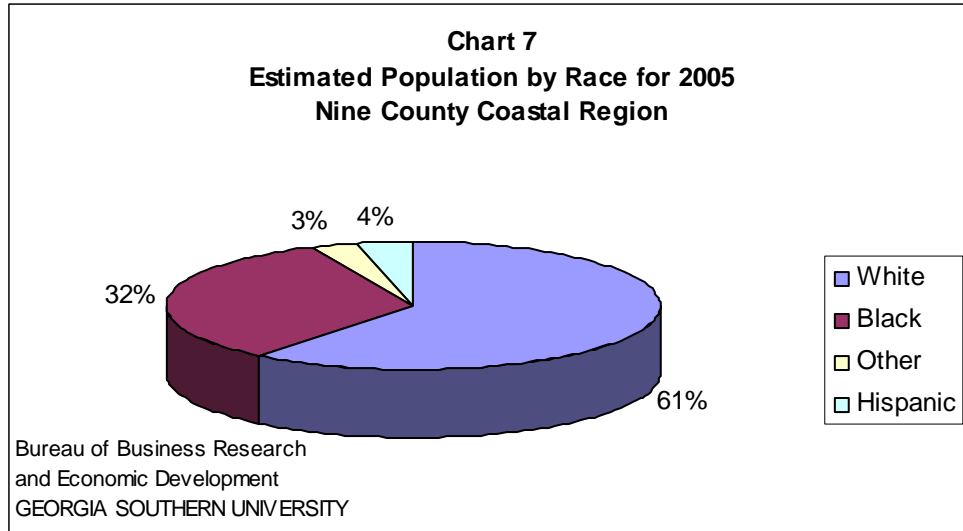 Chart 7
Estimated Population by Race for 2005
Nine County Coastal Region
3%
4%
32%
61%
White
Black
Other
Hispanic
Bureau of Business Research
and Economic Development
GEORGIA SOUTHERN UNIVERSITY